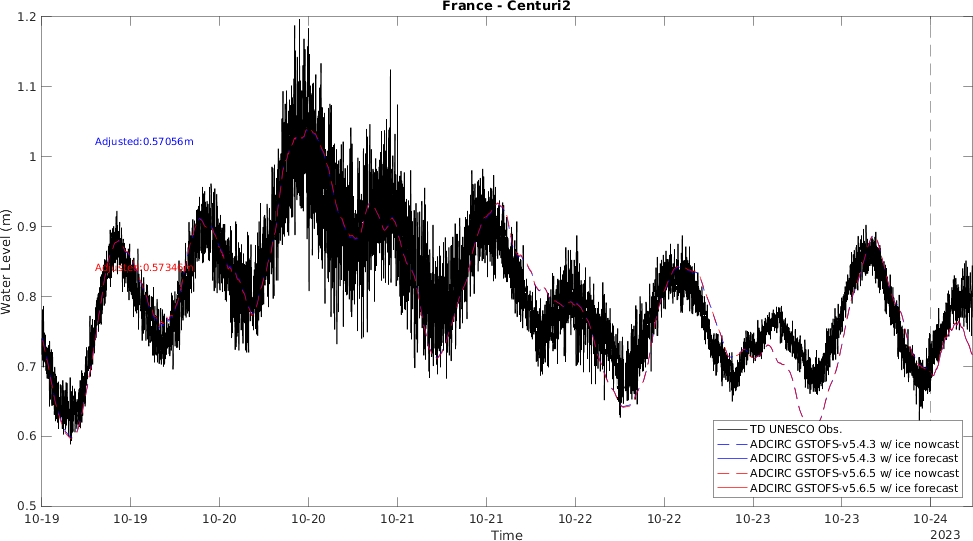 France - Centuri2
1.2
1.1
1
0.9
0.8
0.7
0.6
0.5
Water Level (m)
Adjusted:0.57056m
Adjusted:0.57346m
TD UNESCO Obs.
ADCIRC GSTOFS-v5.4.3 w/ ice nowcast
ADCIRC GSTOFS-v5.4.3 w/ ice forecast
ADCIRC GSTOFS-v5.6.5 w/ ice nowcast
ADCIRC GSTOFS-v5.6.5 w/ ice forecast
10-19 10-19 10-20 10-20 10-21 10-21 10-22 10-22 10-23 10-23 10-24
2023
Time